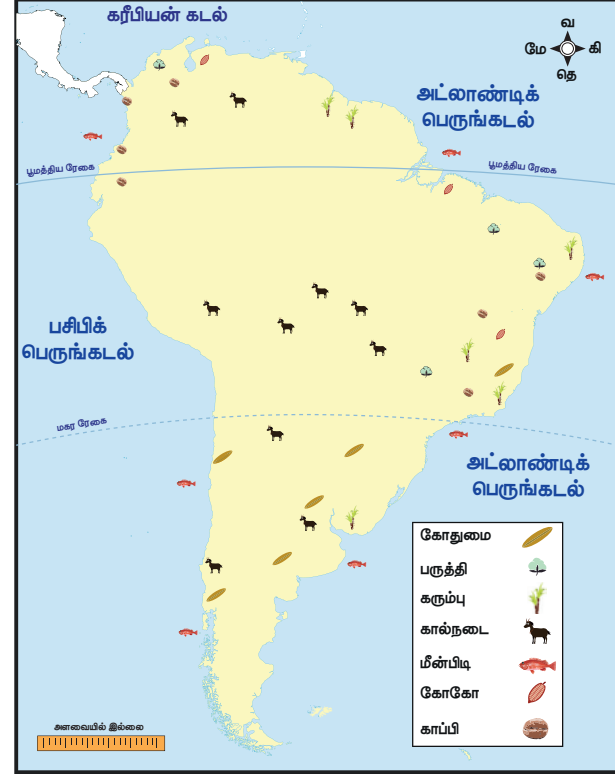 கரீபியன் கடல்
வ
மே
கி
தெ
அட்லாண்டிக்
பெருங்கடல்
பூமத்திய ரேகை
பூமத்திய ரேகை
பசிபிக்
பெருங்கடல்
மகர ரேகை
அட்லாண்டிக்
பெருங்கடல்
கோதுமை
பருத்தி
கரும்பு
கால்நடை
மீன்பிடி
கோகோ
காப்பி
அளவையில் இல்லை